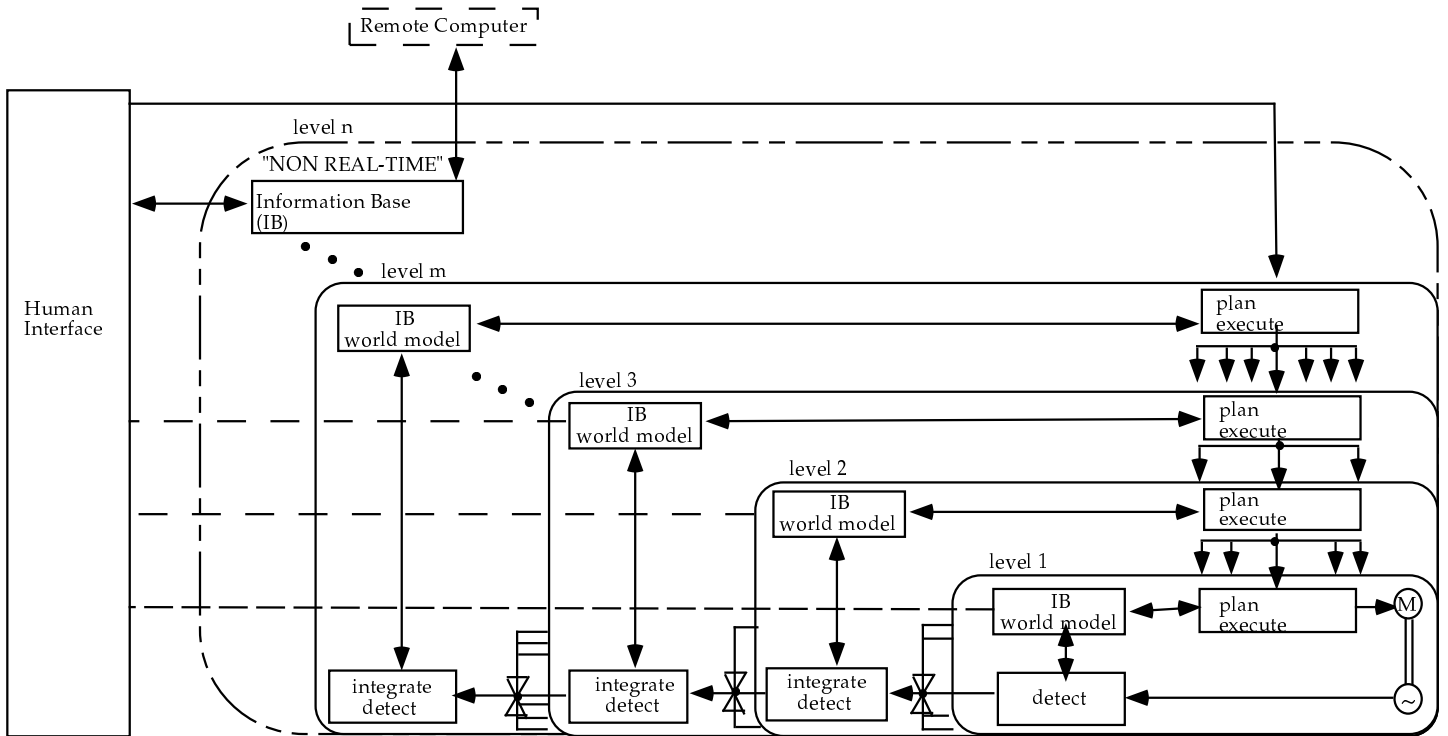 Remote Computer
level n
"NON REAL-TIME"
Information Base
(IB)
level m
Human
Interface
IB
world model
plan
execute
level 3
IB
world model
plan
execute
level 2
IB
world model
plan
execute
level 1
IB
world model
plan
execute
M
integrate
detect
integrate
detect
integrate
detect
detect
~